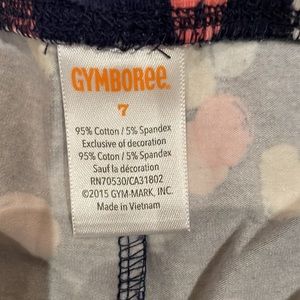 GYMBOREE.
7
95% Cotton / 5% Spandex
Exclusive of decoration
95% Cotton / 5% Spandex
Sauf la décoration
RN70530/CA31802
©2015 GYM-MARK, INC.
Made in Vietnam